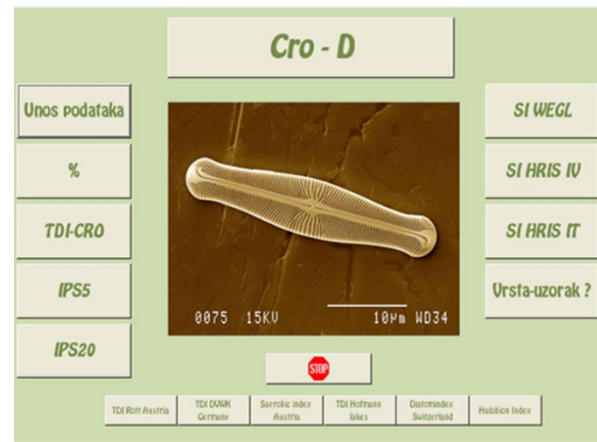 Cro - D
Unos podataka
%
TDI-CRO
IPS5
IPS20
0075 15KV 10µm WD34
SI WEGL
SI HRIS IV
SI HRIS IT
Vrsta-uzorak ?
STOP
TDI Rott Austria
TDI DVWK
Germany
Saprobic index
Austria
TDI Hofmann
lakes
Diatomindex
Switzerland
Halobion Index